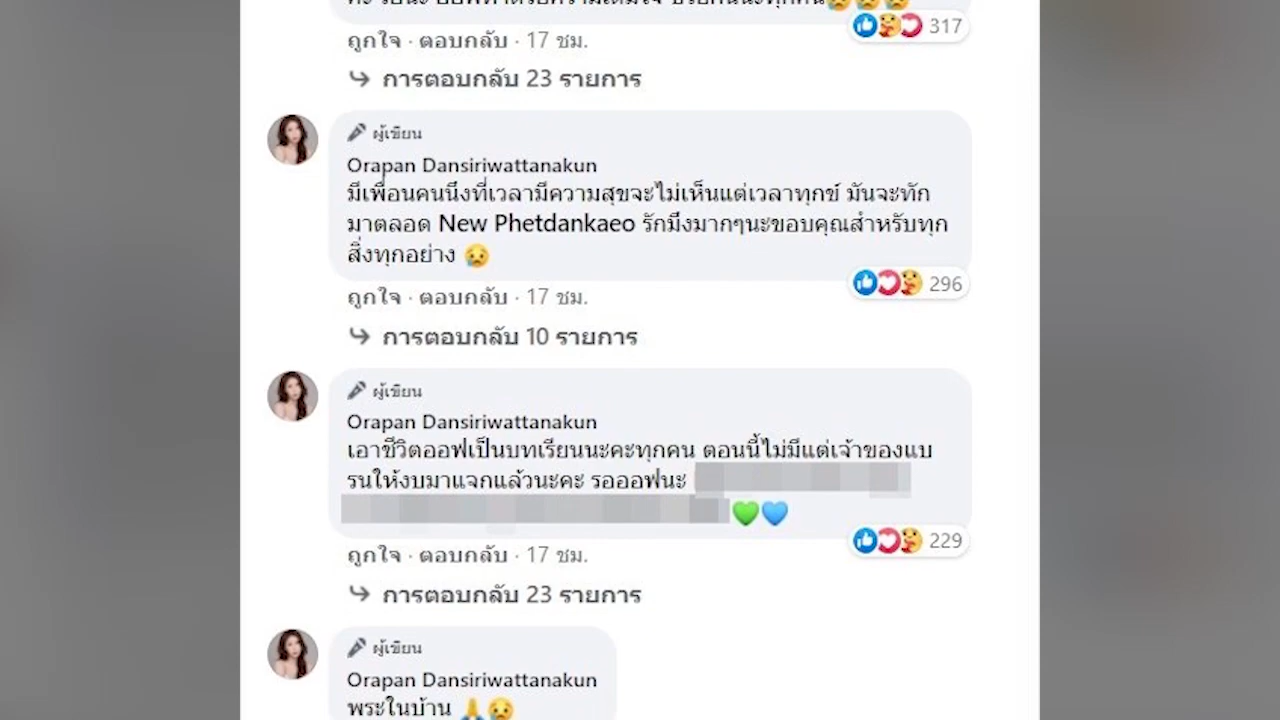 317
ถูกใจ · ตอบกลับ · 17 ชม.
การตอบกลับ 23 รายการ
ผู้เขียน
Orapan Dansiriwattanakun
มีเพื่อนคนนึงที่เวลามีความสุขจะไม่เห็นแต่เวลาทุกข์ มันจะทัก
มาตลอด New Phetdankaeo รักมึงมากๆนะขอบคุณสำหรับทุก
สิ่งทุกอย่าง 😢
296
ถูกใจ · ตอบกลับ · 17 ชม.
การตอบกลับ 10 รายการ
ผู้เขียน
Orapan Dansiriwattanakun
เอาชีวิตออฟเป็นบทเรียนนะคะทุกคน ตอนนี้ไม่มีแต่เจ้าของแบ
รนให้งบมาแจกแล้วนะคะ รอออฟนะ
💚💙
229
ถูกใจ · ตอบกลับ · 17 ชม.
การตอบกลับ 23 รายการ
ผู้เขียน
Orapan Dansiriwattanakun
พระในบ้าน 🙏😢